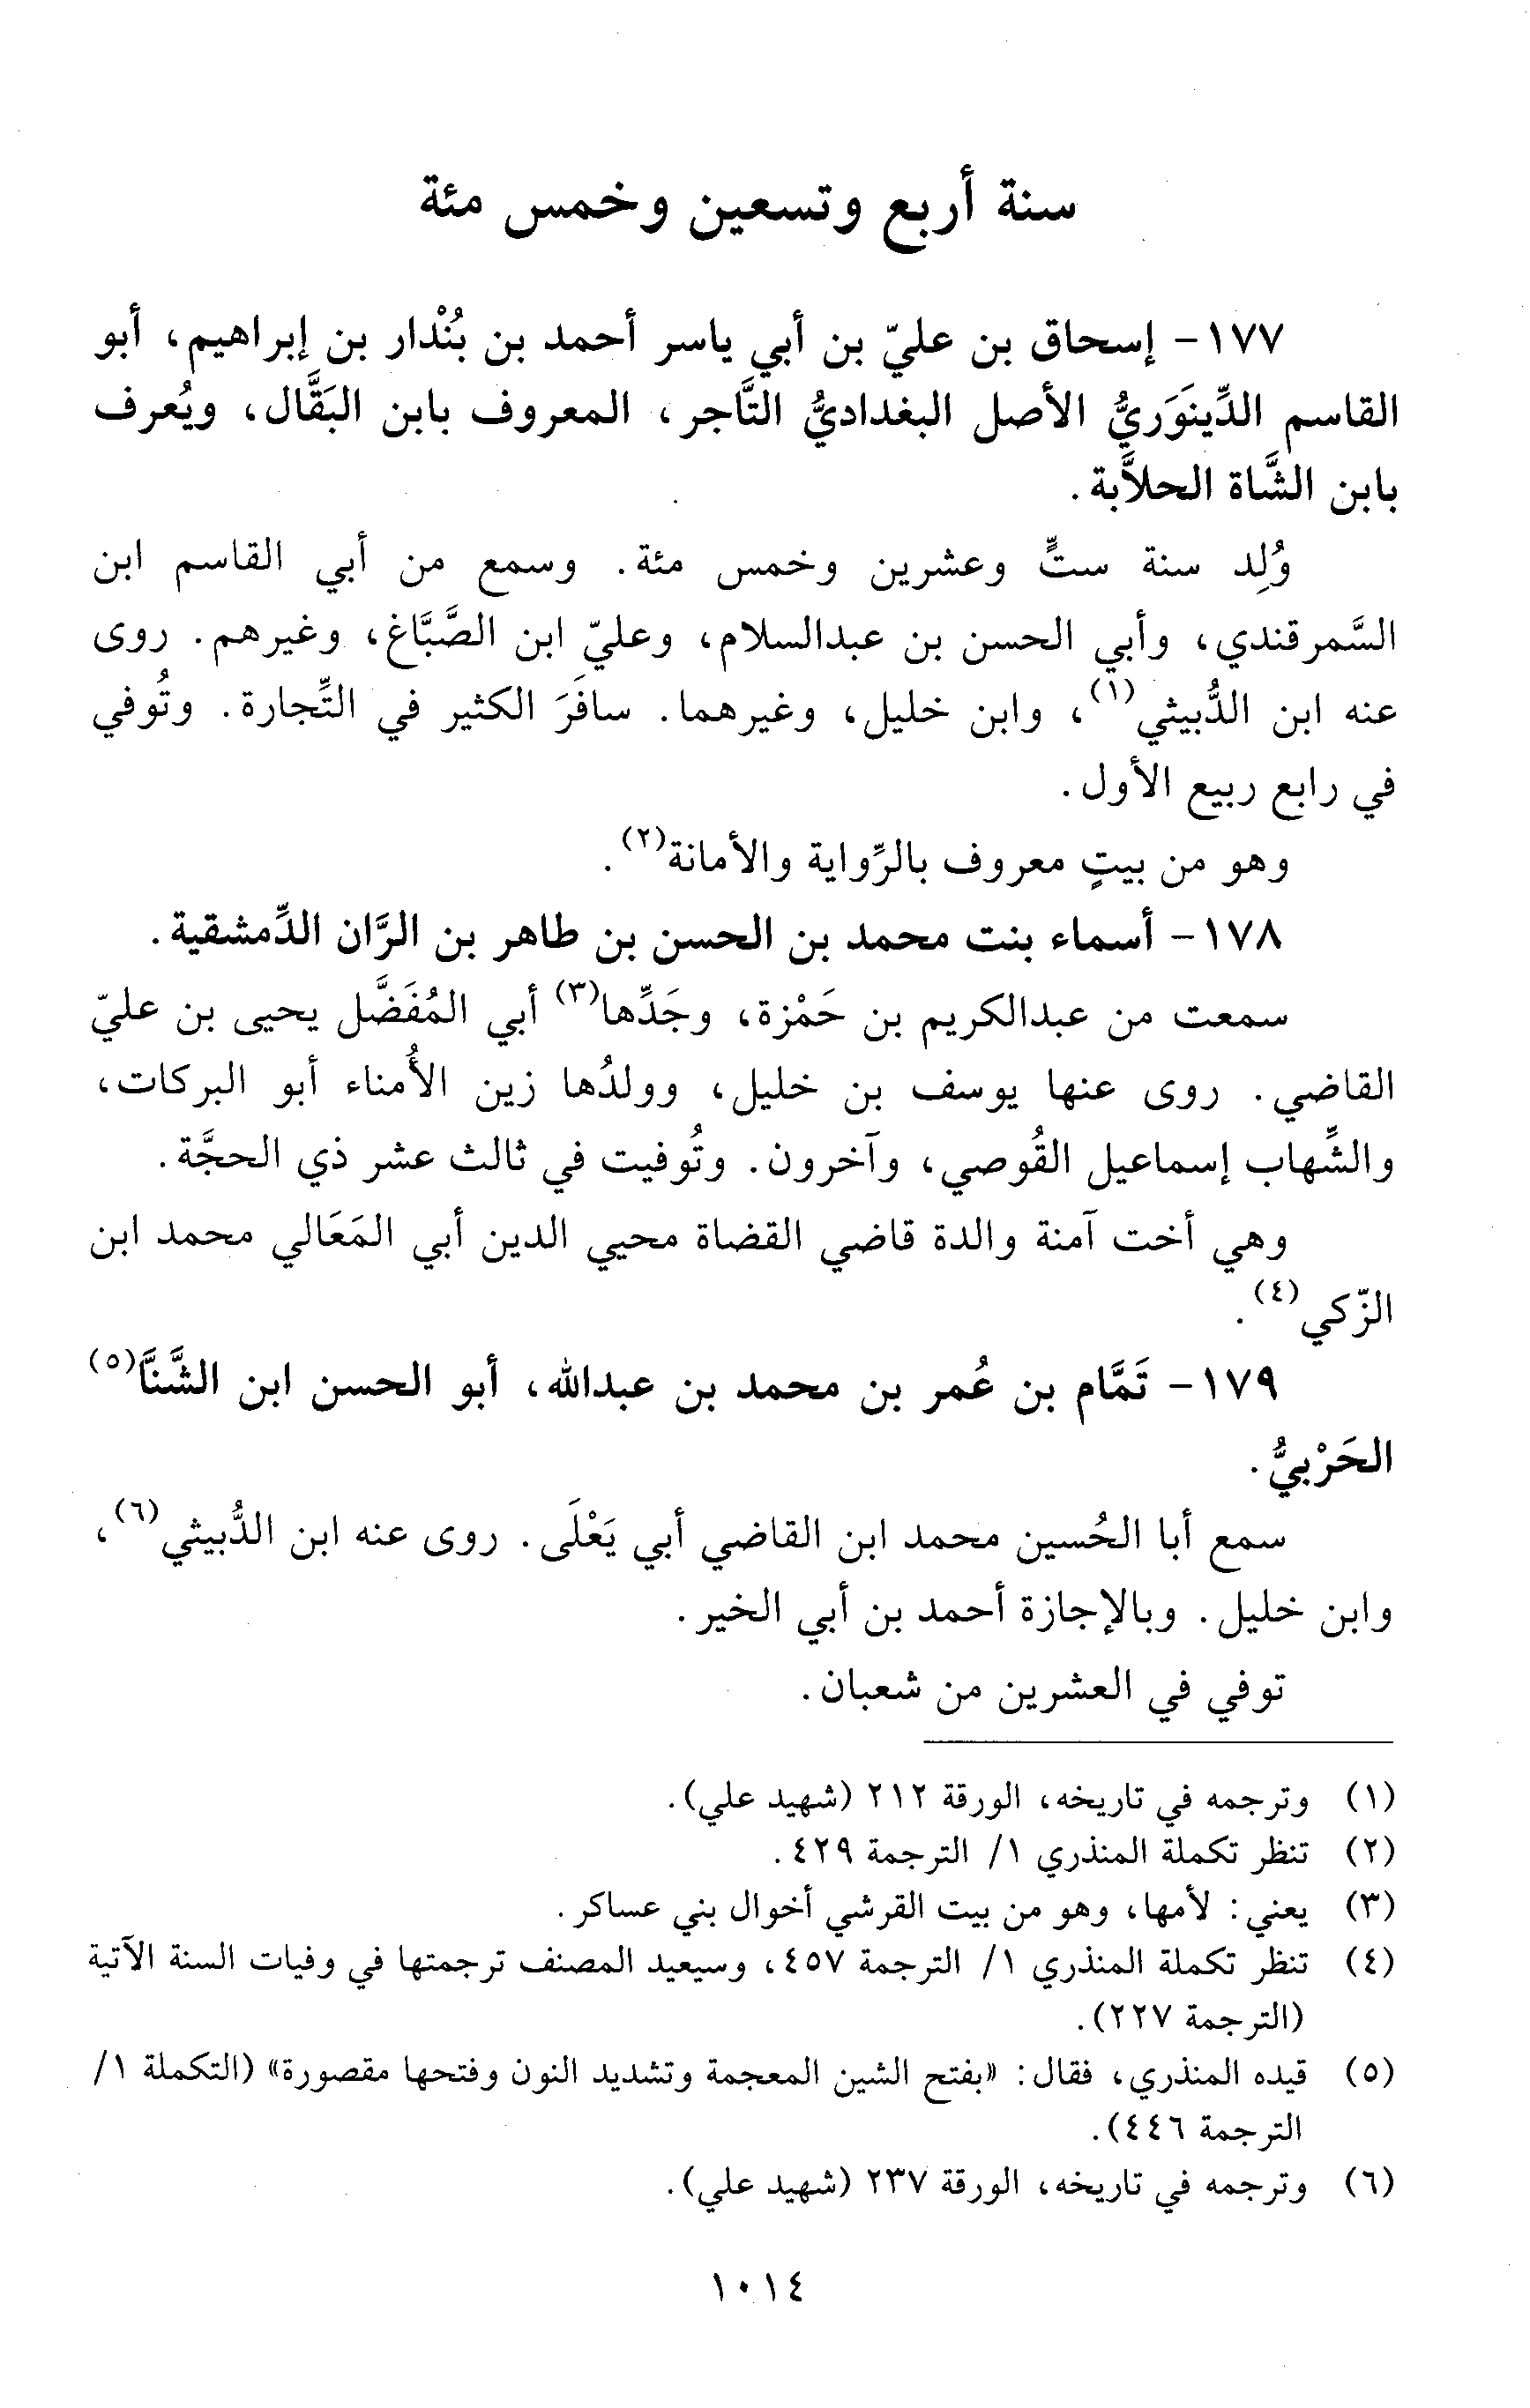 سنة أربع وتسعين وخمس مئة
١٧٧- إسحاق بن عليّ بن أبي ياسر أحمد بن بُنْدار بن إبراهيم، أبو
القاسم الدِّينَوَريُّ الأصل البغداديُّ التَّاجر، المعروف بابن البَقَّال، ويُعرف
بابن الشَّاة الحلاَّبة.
وُلِد سنة ستٍّ وعشرين وخمس مئة. وسمع من أبي القاسم ابن
السَّمرقندي، وأبي الحسن بن عبدالسلام، وعليّ ابن الصَّبَّاغ، وغيرهم. روى
عنه ابن الدُّبيثي(١)، وابن خليل، وغيرهما. سافَرَ الكثير في التِّجارة. وتُوفي
في رابع ربيع الأول.
وهو من بيتٍ معروف بالرِّواية والأمانة(٢).
١٧٨- أسماء بنت محمد بن الحسن بن طاهر بن الرَّان الدِّمشقية.
سمعت من عبدالكريم بن حَمْزة، وجَدِّها(٣) أبي المُفَضَّل يحيى بن عليّ
القاضي. روى عنها يوسف بن خليل، وولدُها زين الأُمناء أبو البركات،
والشِّهاب إسماعيل القُوصي، وآخرون. وتُوفيت في ثالث عشر ذي الحجَّة.
وهي أخت آمنة والدة قاضي القضاة محيي الدين أبي المَعَالي محمد ابن
الزّكي(٤).
١٧٩- تَمَّام بن عُمر بن محمد بن عبدالله، أبو الحسن ابن الشَّنَّا(٥)
الحَرْبيُّ.
سمع أبا الحُسين محمد ابن القاضي أبي يَعْلَى. روى عنه ابن الدُّبيثي(٦)،
وابن خليل. وبالإجازة أحمد بن أبي الخير.
توفي في العشرين من شعبان.
(١) وترجمه في تاريخه، الورقة ٢١٢ (شهيد علي).
(٢) تنظر تكملة المنذري ١/ الترجمة ٤٢٩.
(٣) يعني: لأمها، وهو من بيت القرشي أخوال بني عساكر.
(٤) تنظر تكملة المنذري ١/ الترجمة ٤٥٧، وسيعيد المصنف ترجمتها في وفيات السنة الآتية
(الترجمة ٢٢٧).
(٥) قيده المنذري، فقال: «بفتح الشين المعجمة وتشديد النون وفتحها مقصورة» (التكملة ١/
الترجمة ٤٤٦).
(٦) وترجمه في تاريخه، الورقة ٢٣٧ (شهيد علي).
١٠١٤